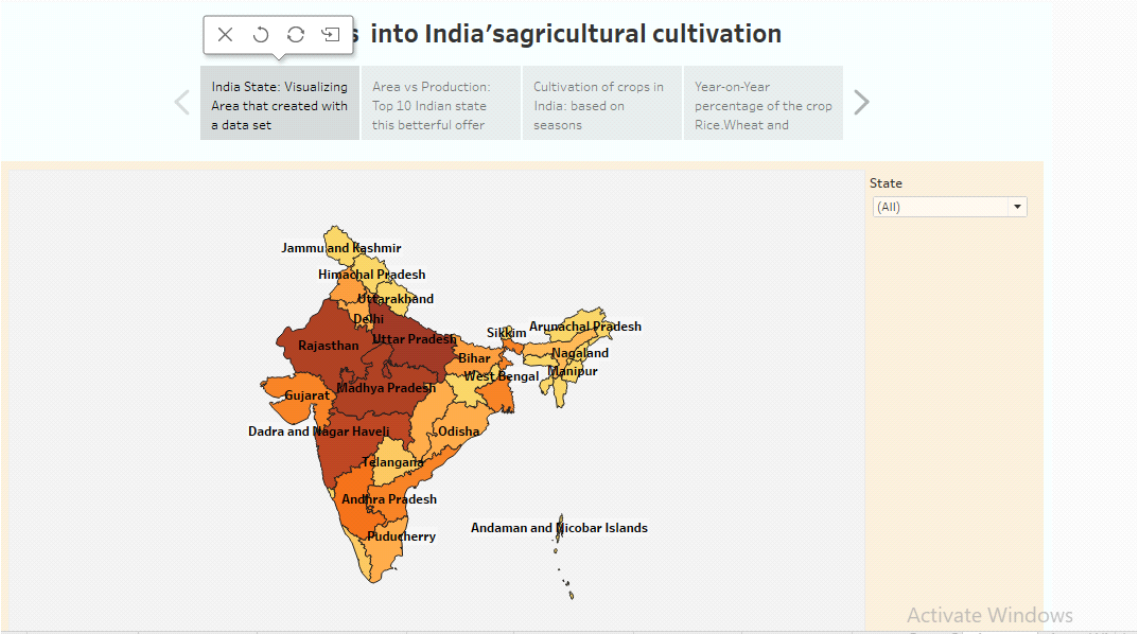 s into India'sagricultural cultivation
India State: Visualizing
Area that created with
a data set
Area vs Production:
Top 10 Indian state
this betterful offer
Cultivation of crops in
India: based on
seasons
Year-on-Year
percentage of the crop
Rice.Wheat and
State
(All)
Jammu and Kashmir
Himachal Pradesh
Uttarakhand
Delhi
Sikkim
Arunachal Pradesh
Uttar Pradesh
Rajasthan
Nagaland
Bihar
Manipur
West Bengal
Madhya Pradesh
Gujarat
Dadra and Nagar Haveli
Odisha
Telangana
Andhra Pradesh
Andaman and Nicobar Islands
Puducherry
Activate Windows